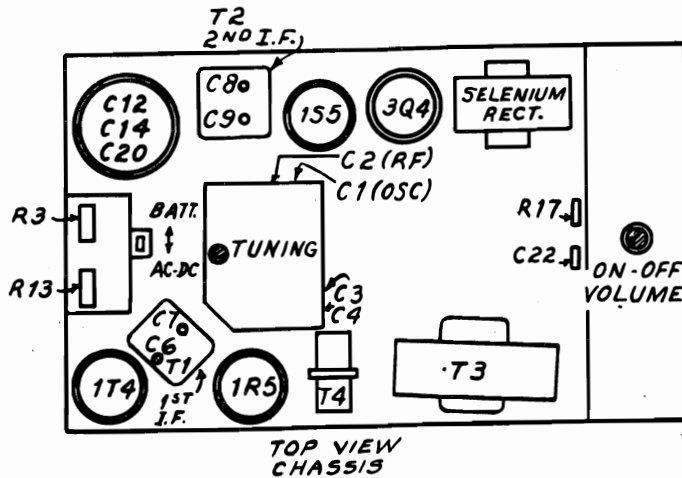 T2
2ND I.F.
C8
C9
C12
C14
C20
1S5
3Q4
SELENIUM
RECT.
C2 (RF)
C1 (OSC)
R3
BATT.
AC-DC
R13
TUNING
R17
C22
ON-OFF
VOLUME
C3
C4
C7
C6
T1
1ST
I.F.
1T4
1R5
T4
T3
TOP VIEW
CHASSIS